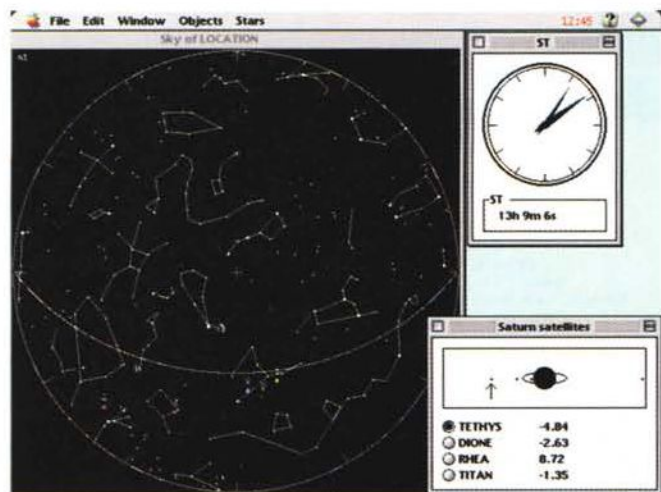 File Edit Window Objects Stars 12:45
Sky of LOCATION
ST
ST
13h 9m 6s
Saturn satellites
TETHYS -4.84
DIONE -2.63
RHEA 8.72
TITAN -1.35